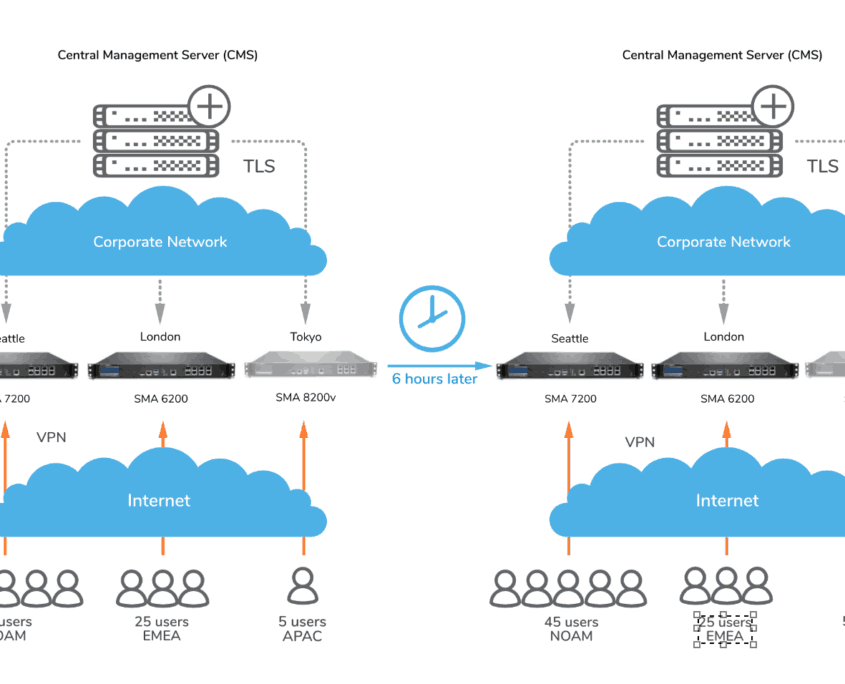 Central Management Server (CMS)
TLS
Corporate Network
attle
London
Tokyo
7200
SMA 6200
SMA 8200v
VPN
Internet
users
OAM
25 users
EMEA
5 users
APAC
6 hours later
Central Management Server (CMS)
TLS
Corporate Network
Seattle
London
SMA 7200
SMA 6200
VPN
Internet
45 users
NOAM
25 users
EMEA
5